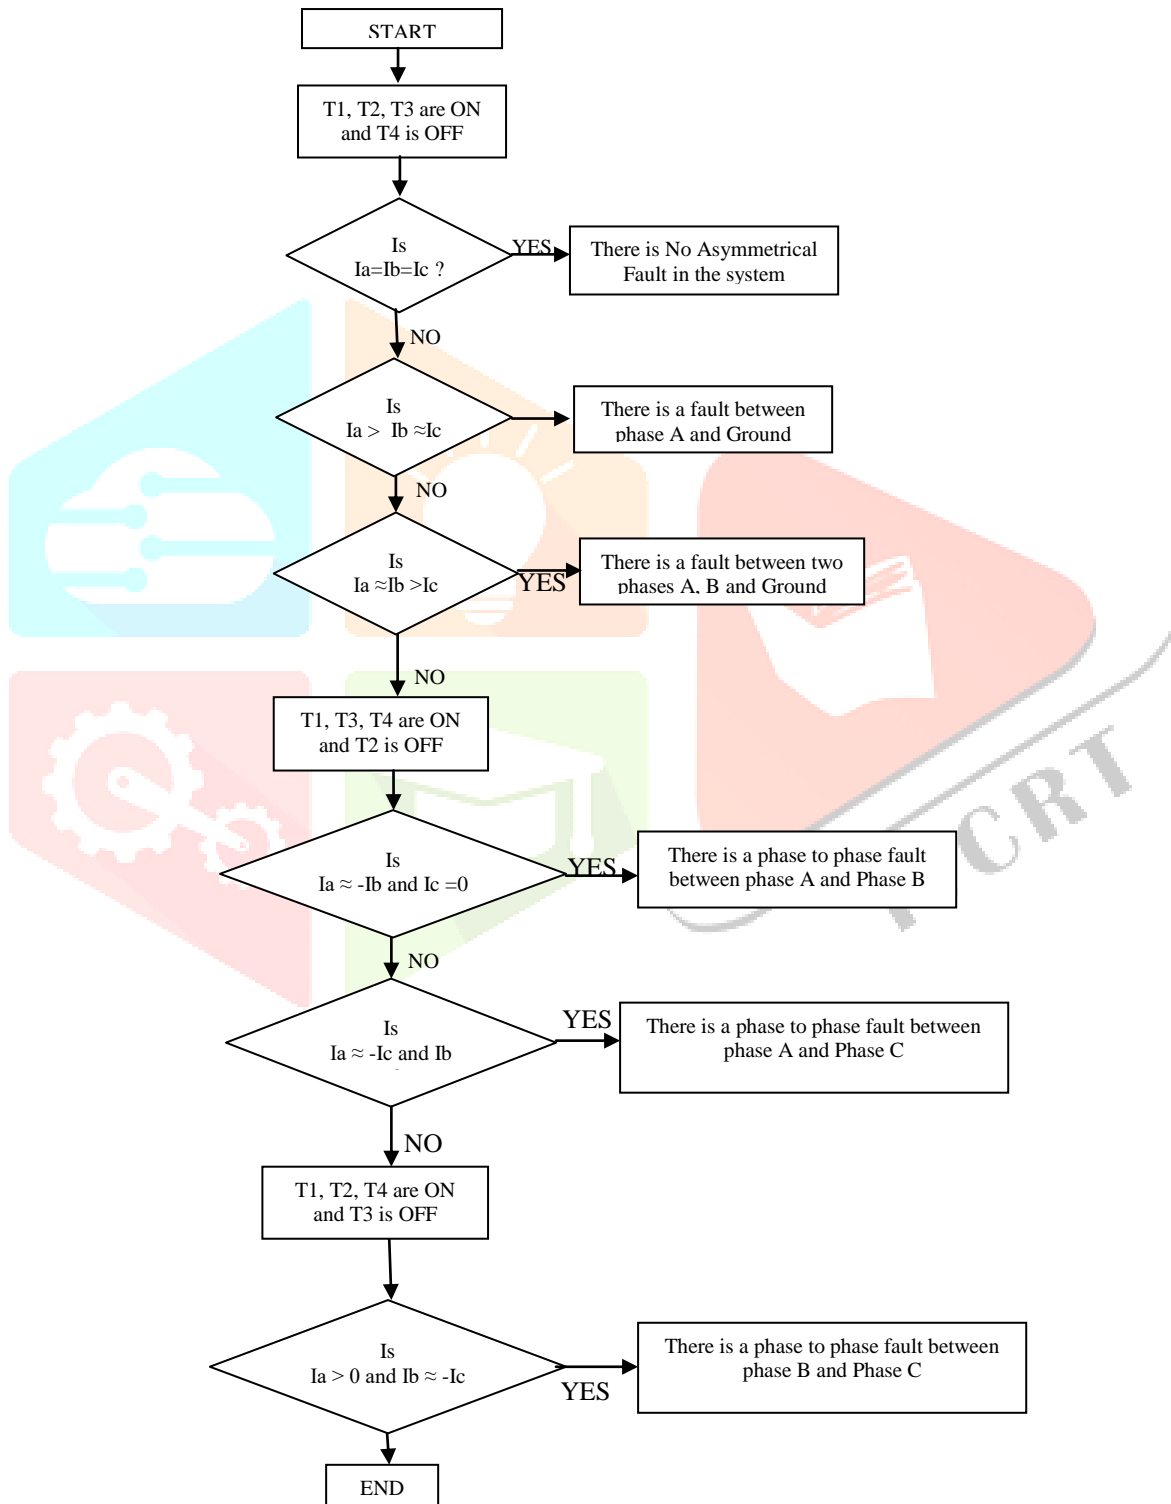 START
T1, T2, T3 are ON
and T4 is OFF
Is
Ia=Ib=Ic ?
YES
There is No Asymmetrical
Fault in the system
NO
Is
Ia > Ib ≈Ic
There is a fault between
phase A and Ground
NO
Is
Ia ≈Ib >Ic
YES
There is a fault between two
phases A, B and Ground
NO
T1, T3, T4 are ON
and T2 is OFF
Is
Ia ≈ -Ib and Ic =0
YES
There is a phase to phase fault
between phase A and Phase B
NO
Is
Ia ≈ -Ic and Ib
YES
There is a phase to phase fault between
phase A and Phase C
NO
T1, T2, T4 are ON
and T3 is OFF
Is
Ia > 0 and Ib ≈ -Ic
YES
There is a phase to phase fault between
phase B and Phase C
END